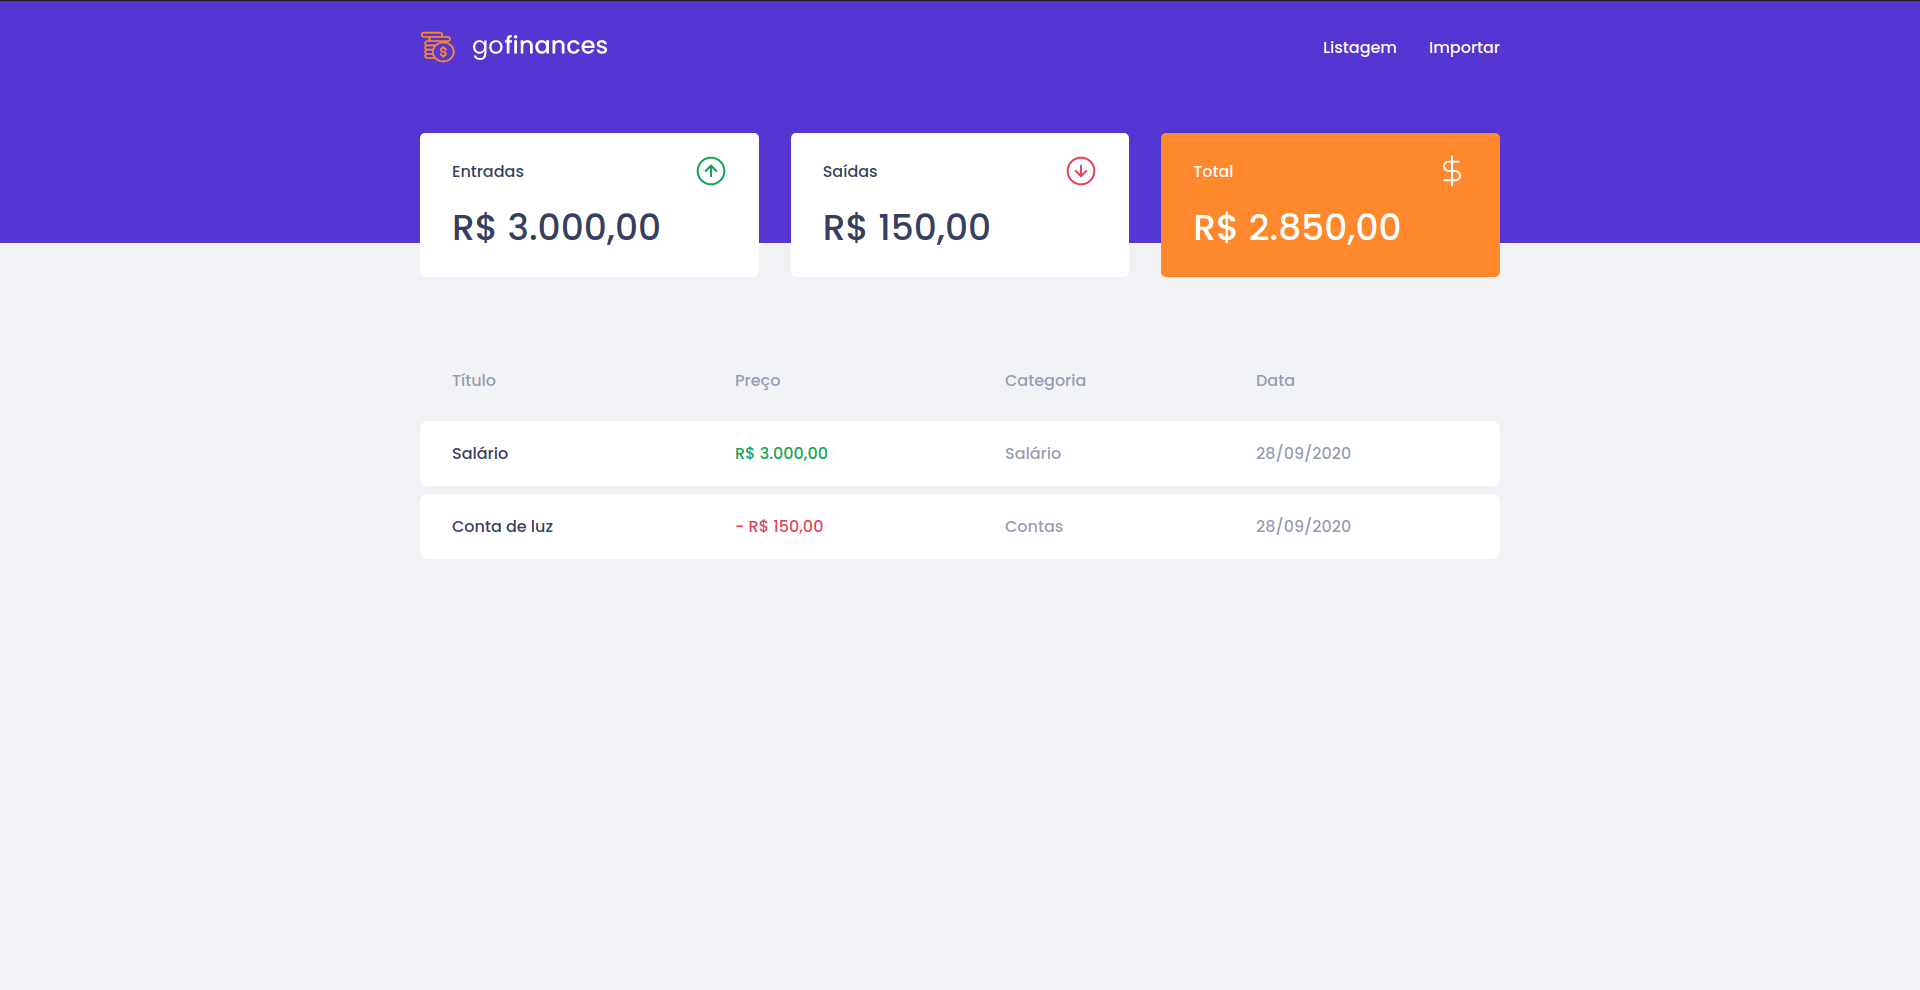 gofinances
Listagem Importar
Entradas
R$ 3.000,00
Saídas
R$ 150,00
Total
$
R$ 2.850,00
Título Preço Categoria Data
Salário R$ 3.000,00 Salário 28/09/2020
Conta de luz - R$ 150,00 Contas 28/09/2020